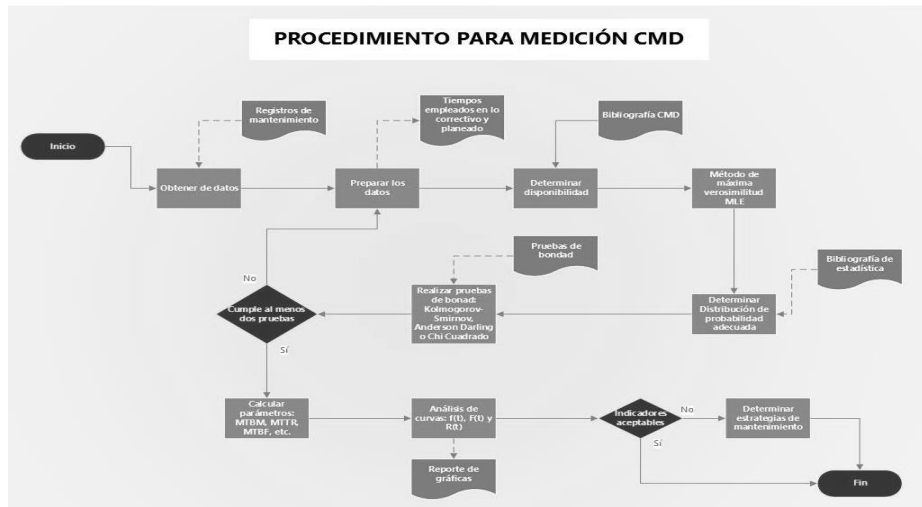 PROCEDIMIENTO PARA MEDICIÓN CMD
Registros de
mantenimiento
Tiempos
empleados en lo
correctivo y
planeado
Bibliografía CMD
Inicio
Obtener de datos
Preparar los
datos
Determinar
disponibilidad
Método de
máxima
verosimilitud
MLE
Pruebas de
bondad
Bibliografía de
estadística
No
Cumple al menos
dos pruebas
Realizar pruebas
de bonad:
Kolmogorov-
Smirnov,
Anderson Darling
o Chi Cuadrado
Determinar
Distribución de
probabilidad
adecuada
Sí
Calcular
parámetros:
MTBM, MTTR,
MTBF, etc.
Análisis de
curvas: f(t), F(t) y
R(t)
Indicadores
aceptables
No
Determinar
estrategias de
mantenimiento
Sí
Reporte de
gráficas
Fin